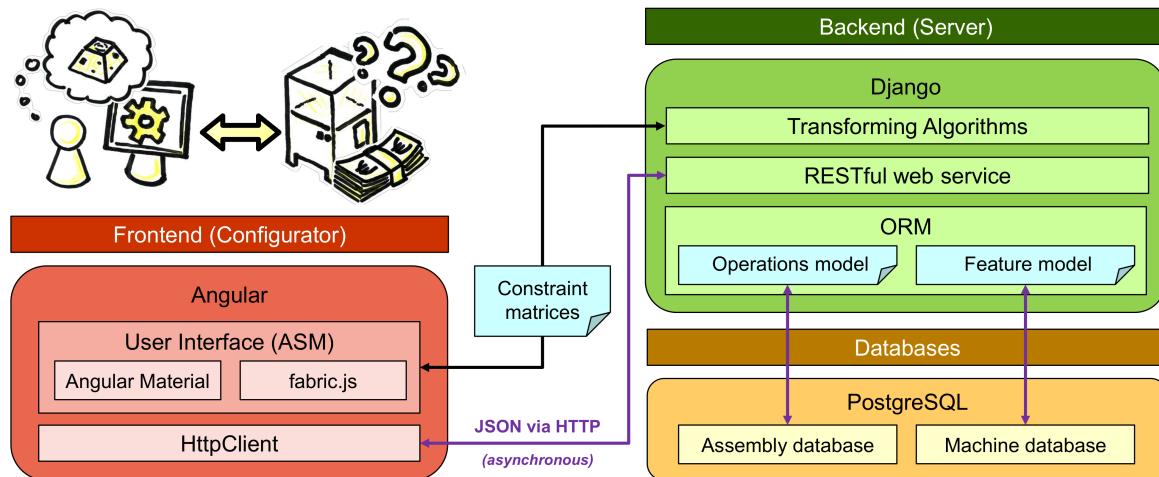 Backend (Server)
Django
Transforming Algorithms
RESTful web service
ORM
Operations model
Feature model
Frontend (Configurator)
Angular
User Interface (ASM)
Angular Material
fabric.js
HttpClient
Constraint
matrices
JSON via HTTP
(asynchronous)
Databases
PostgreSQL
Assembly database
Machine database